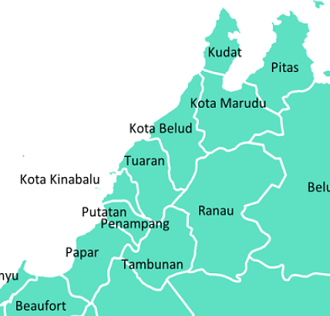 Kudat
Pitas
Kota Marudu
Kota Belud
Tuaran
Kota Kinabalu
Belu
Putatan
Ranau
Penampang
Papar
Tambunan
nyu
Beaufort